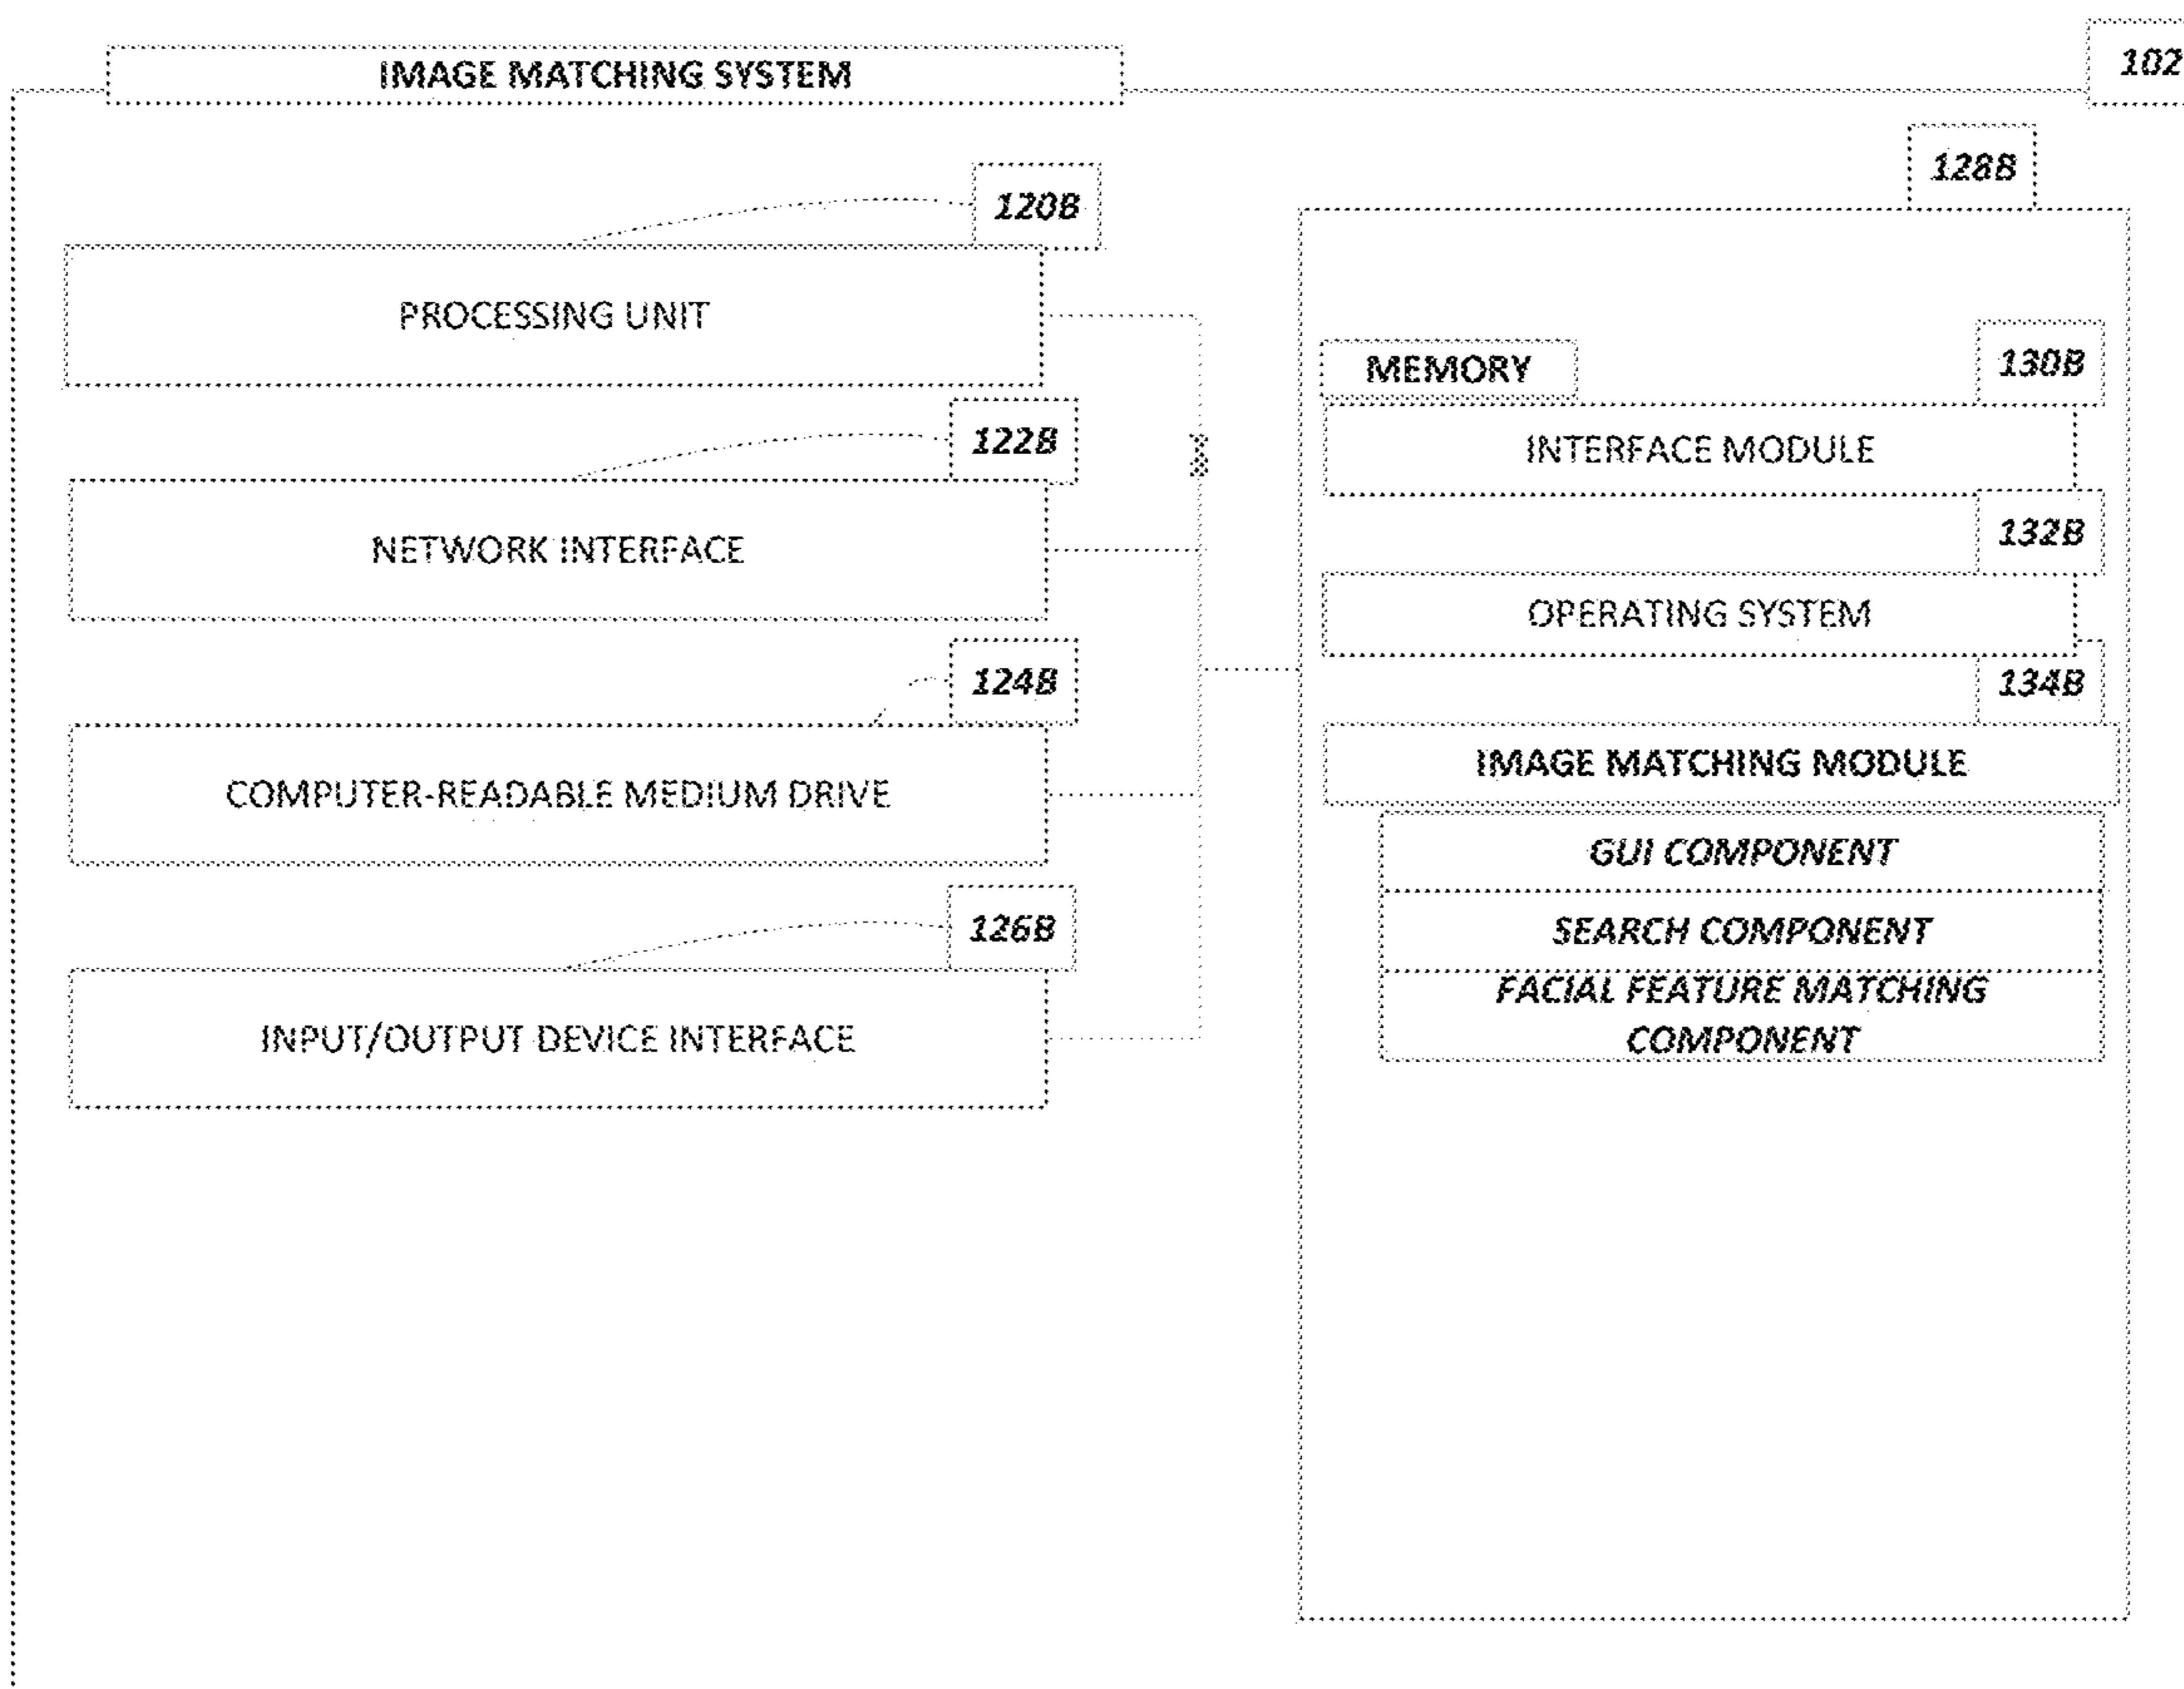 IMAGE MATCHING SYSTEM
102
120B
PROCESSING UNIT
122B
NETWORK INTERFACE
124B
COMPUTER-READABLE MEDIUM DRIVE
126B
INPUT/OUTPUT DEVICE INTERFACE
128B
MEMORY
130B
INTERFACE MODULE
132B
OPERATING SYSTEM
134B
IMAGE MATCHING MODULE
GUI COMPONENT
SEARCH COMPONENT
FACIAL FEATURE MATCHING
COMPONENT